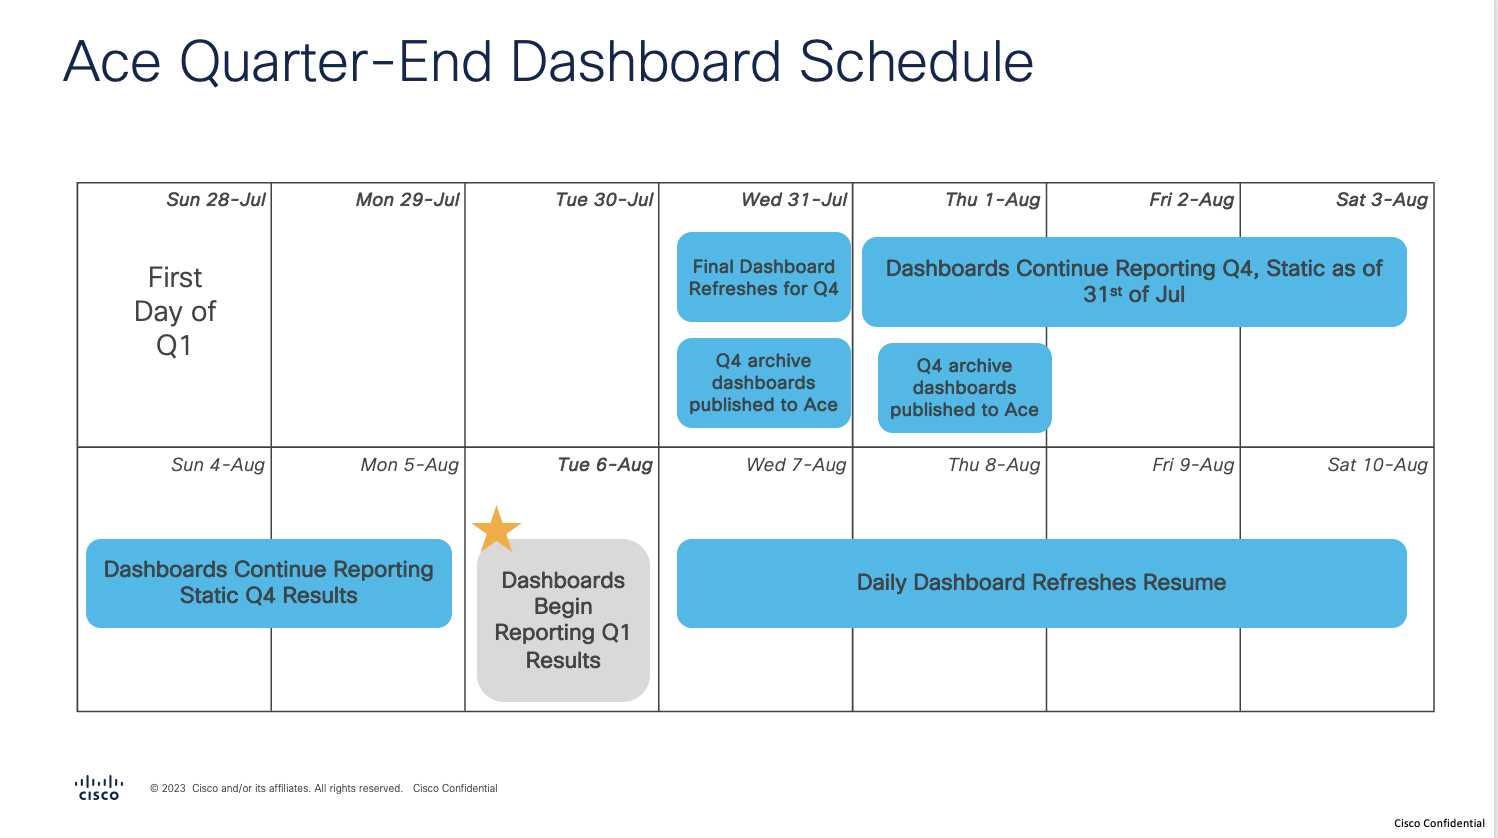 Ace Quarter-End Dashboard Schedule
Sun 28-Jul
Mon 29-Jul
Tue 30-Jul
Wed 31-Jul
Thu 1-Aug
Fri 2-Aug
Sat 3-Aug
First
Day of
Q1
Final Dashboard
Refreshes for Q4
Q4 archive
dashboards
published to Ace
Dashboards Continue Reporting Q4, Static as of
31st of Jul
Q4 archive
dashboards
published to Ace
Sun 4-Aug
Mon 5-Aug
Tue 6-Aug
Wed 7-Aug
Thu 8-Aug
Fri 9-Aug
Sat 10-Aug
Dashboards Continue Reporting
Static Q4 Results
Dashboards
Begin
Reporting Q1
Results
Daily Dashboard Refreshes Resume
CISCO
© 2023 Cisco and/or its affiliates. All rights reserved. Cisco Confidential
Cisco Confidential